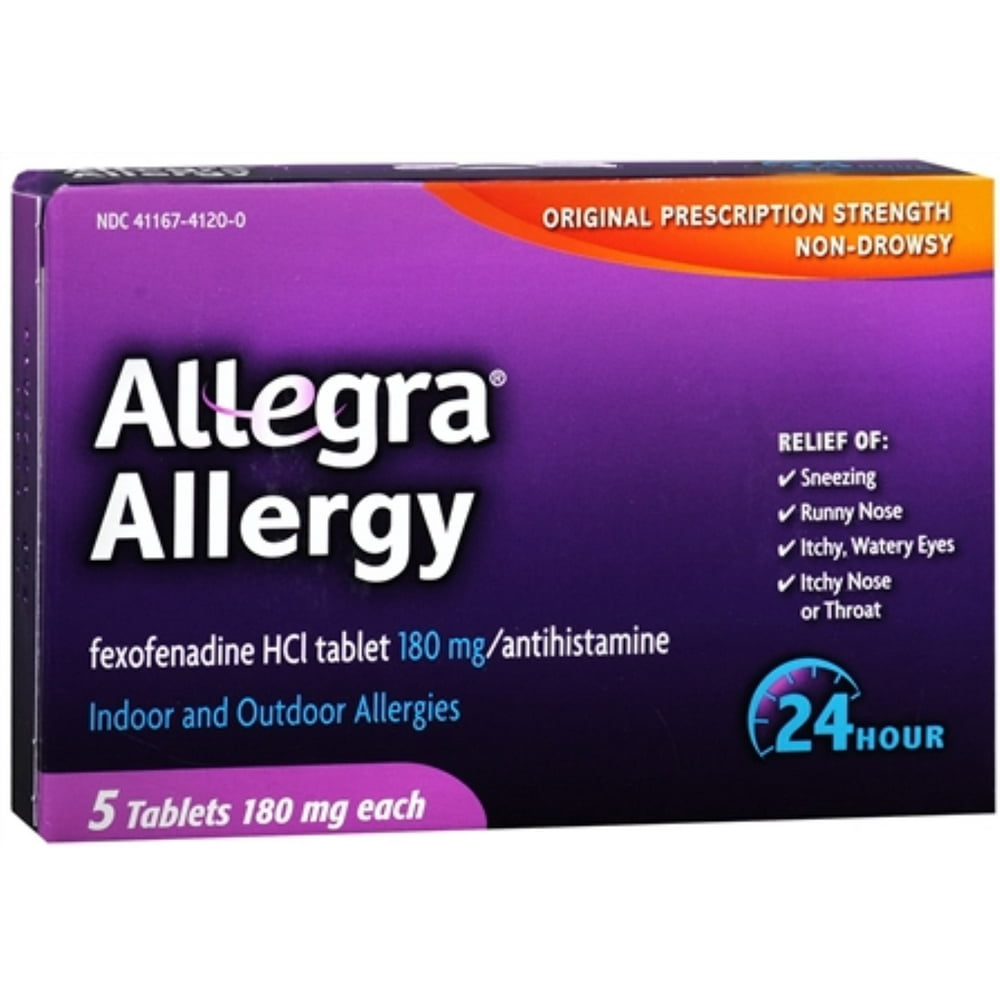 Allergy
NDC 41167-4120-0
ORIGINAL PRESCRIPTION STRENGTH
NON-DROWSY
Allegra®
Allergy
RELIEF OF:
✔ Sneezing
✔ Runny Nose
✔ Itchy, Watery Eyes
✔ Itchy Nose
or Throat
fexofenadine HCl tablet 180 mg/antihistamine
Indoor and Outdoor Allergies
24 HOUR
5 Tablets 180 mg each